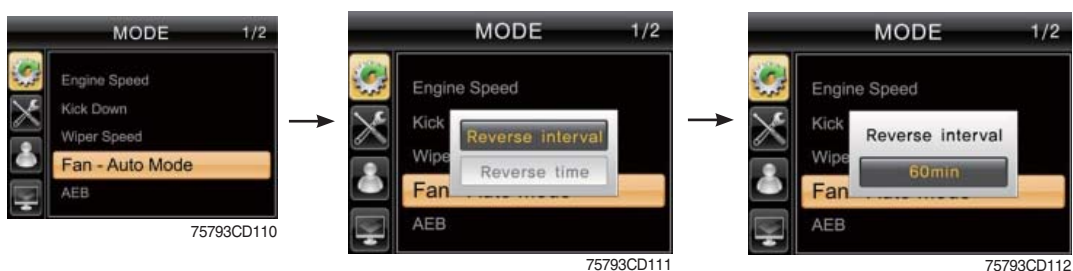 MODE 1/2
Engine Speed
Kick Down
Wiper Speed
Fan - Auto Mode
AEB
75793CD110
MODE 1/2
Engine Speed
Kick
Reverse interval
Wipe
Reverse time
Fan
AEB
75793CD111
MODE 1/2
Engine Speed
Kick
Reverse interval
Wipe
60min
Fan
AEB
75793CD112